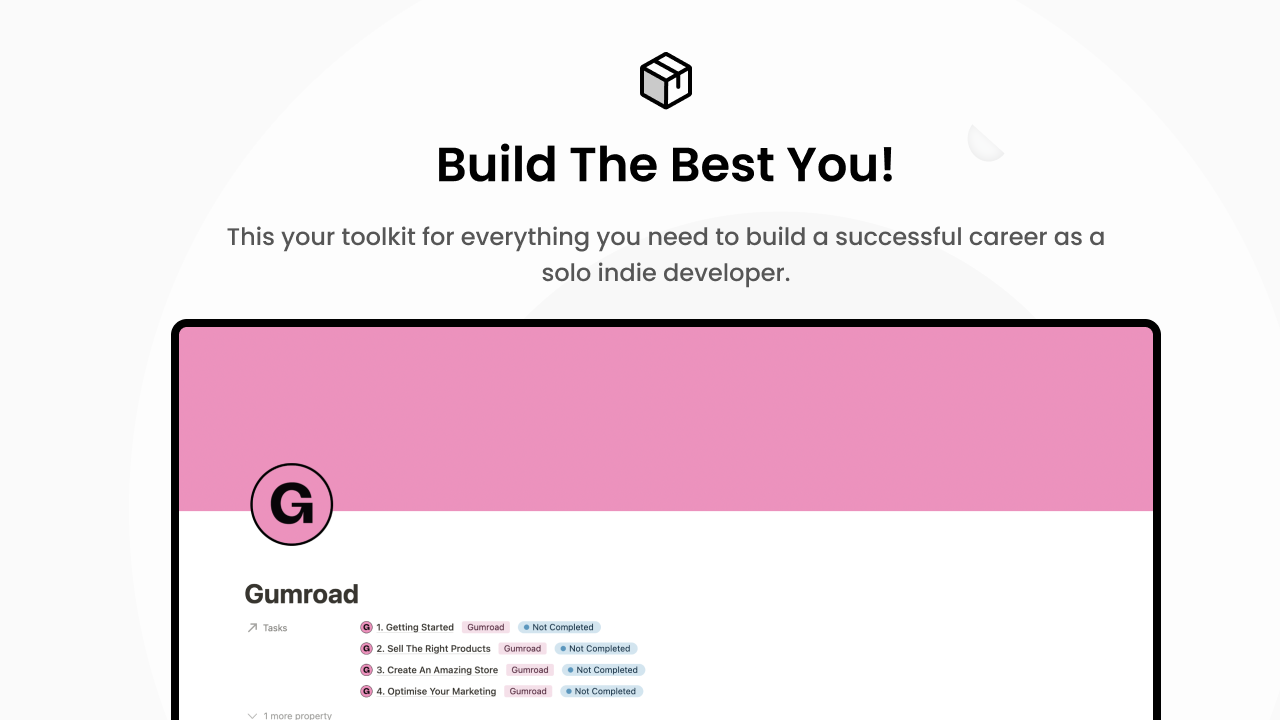 Build The Best You!
This your toolkit for everything you need to build a successful career as a
solo indie developer.
G
Gumroad
Tasks
G 1. Getting Started Gumroad Not Completed
G 2. Sell The Right Products Gumroad Not Completed
G 3. Create An Amazing Store Gumroad Not Completed
G 4. Optimise Your Marketing Gumroad Not Completed
1 more property